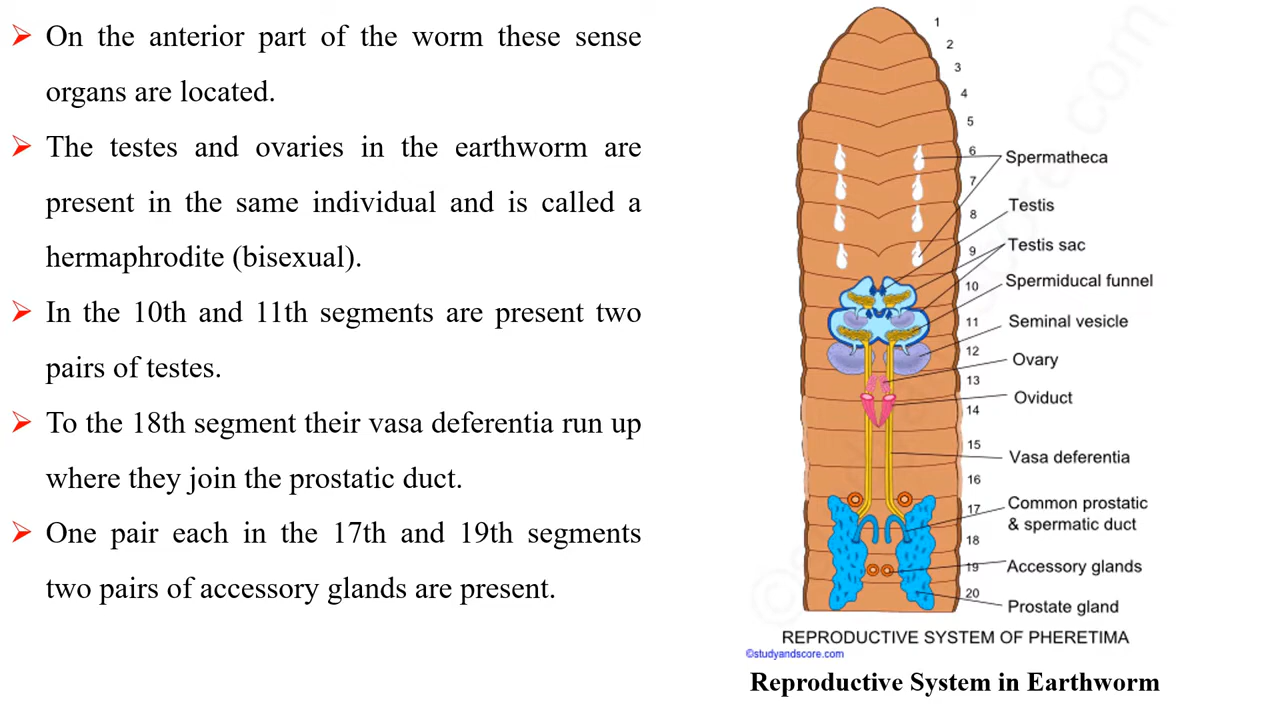 On the anterior part of the worm these sense
organs are located.
The testes and ovaries in the earthworm are
present in the same individual and is called a
hermaphrodite (bisexual).
In the 10th and 11th segments are present two
pairs of testes.
To the 18th segment their vasa deferentia run up
where they join the prostatic duct.
One pair each in the 17th and 19th segments
two pairs of accessory glands are present.
1
2
3
4
5
6
Spermatheca
7
8
Testis
9
Testis sac
10
Spermiducal funnel
11
Seminal vesicle
12
Ovary
13
Oviduct
14
15
Vasa deferentia
16
17
Common prostatic
& spermatic duct
18
19
Accessory glands
20
Prostate gland
REPRODUCTIVE SYSTEM OF PHERETIMA
©studyandscore.com
Reproductive System in Earthworm